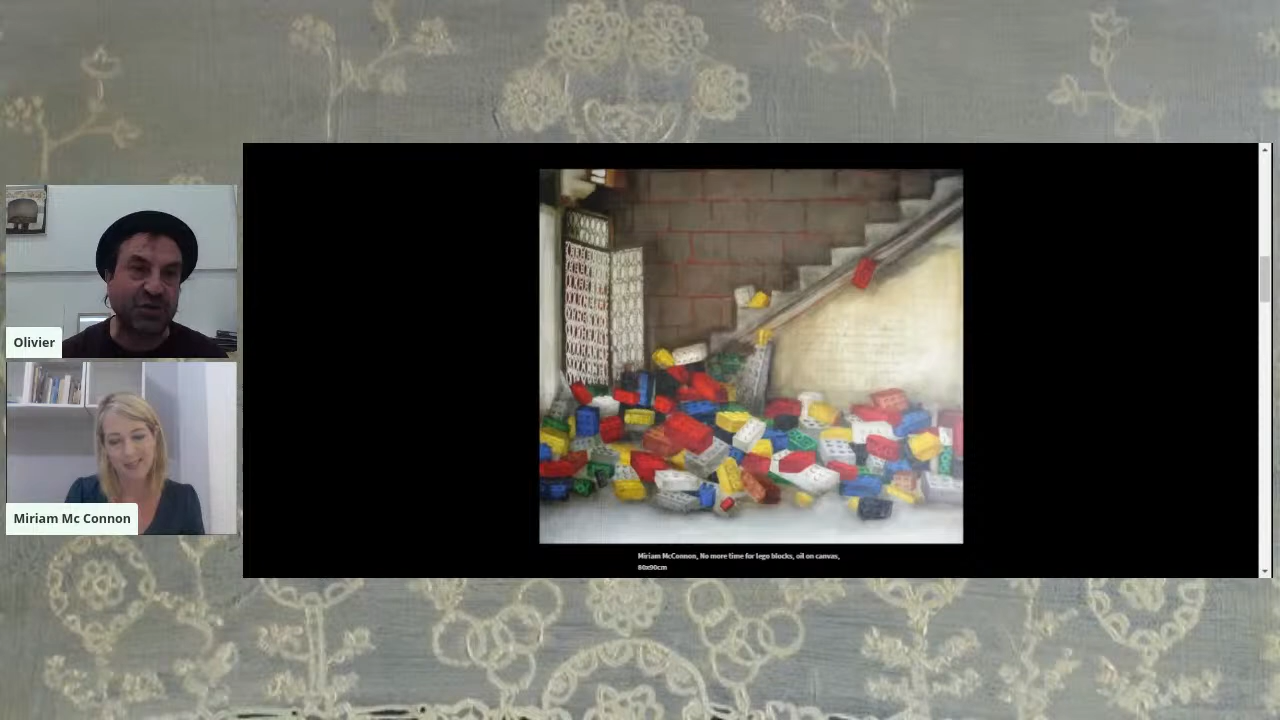 Olivier
Miriam Mc Connon
Miriam McConnon, No more time for lego blocks, oil on canvas,
80x90cm